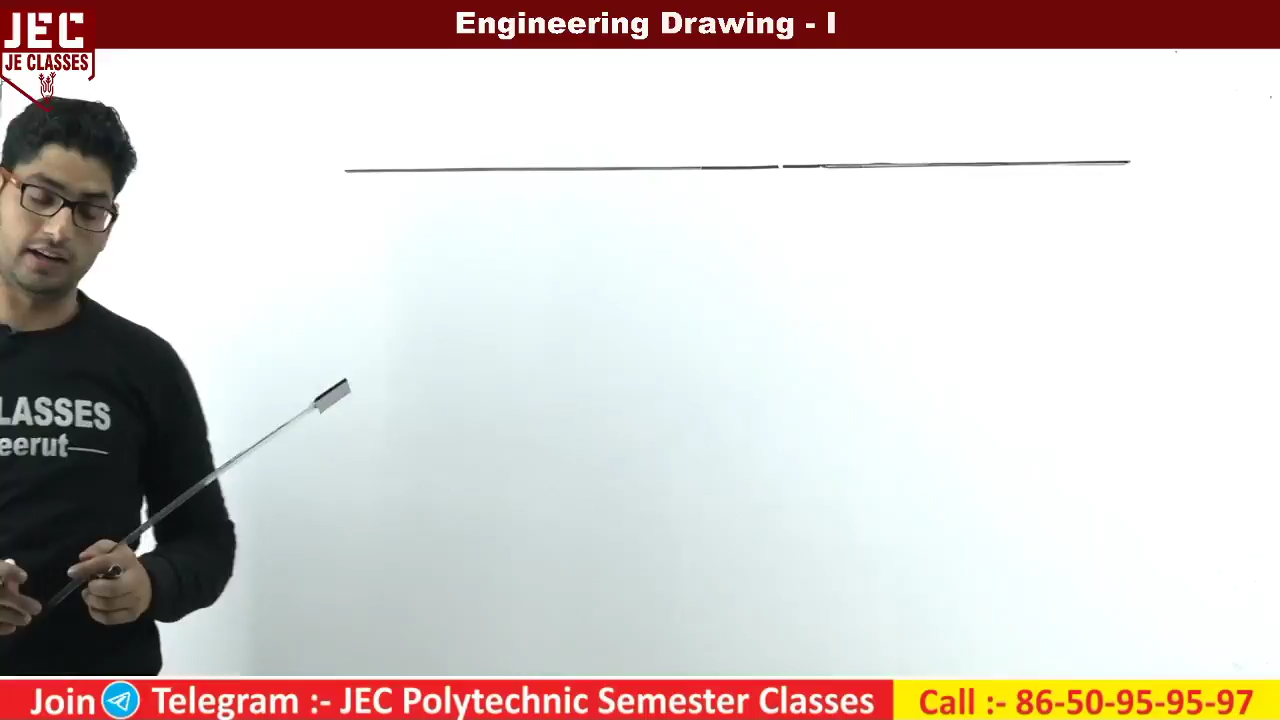 Engineering Drawing - I
JEC
JE CLASSES
LASSES
eerut
Join Telegram :- JEC Polytechnic Semester Classes
Call :- 86-50-95-95-97